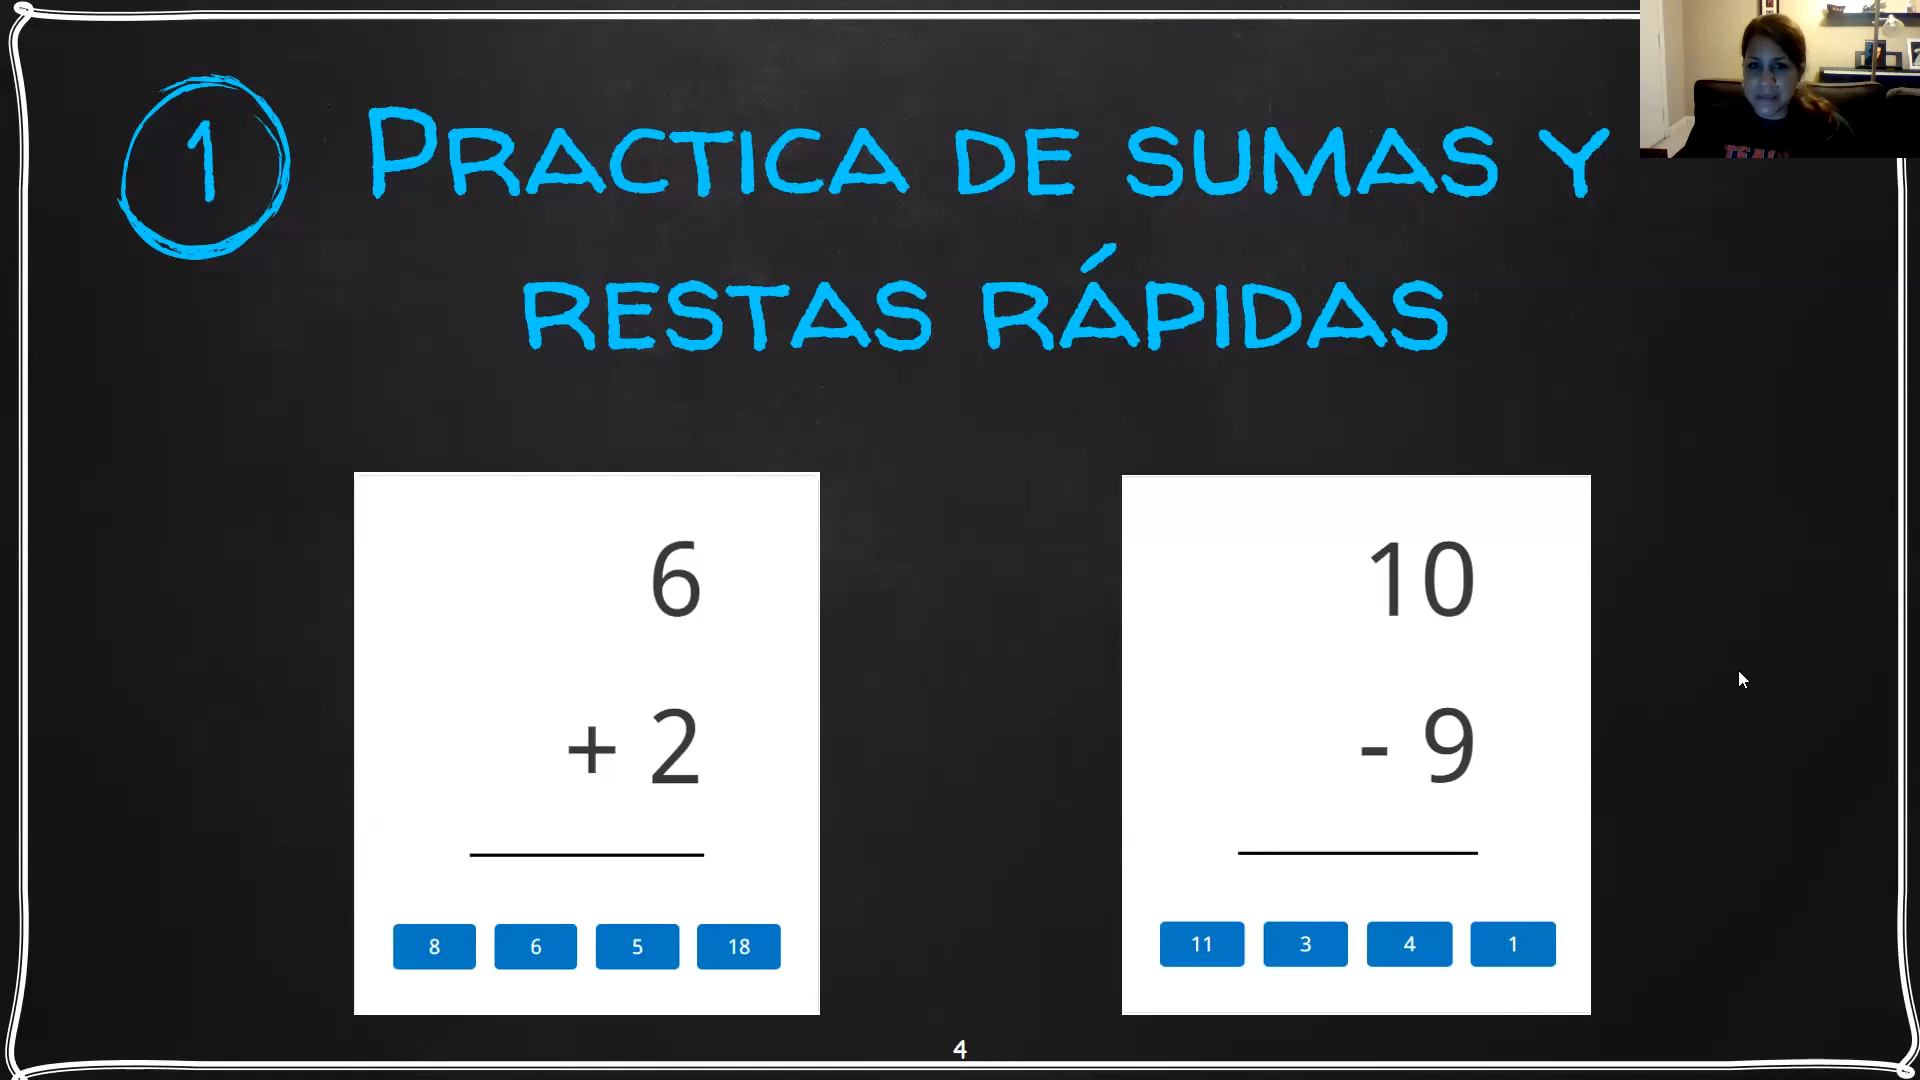 1
Practica de sumas y
restas rápidas
6
+ 2
8 6 5 18
10
- 9
11 3 4 1
4